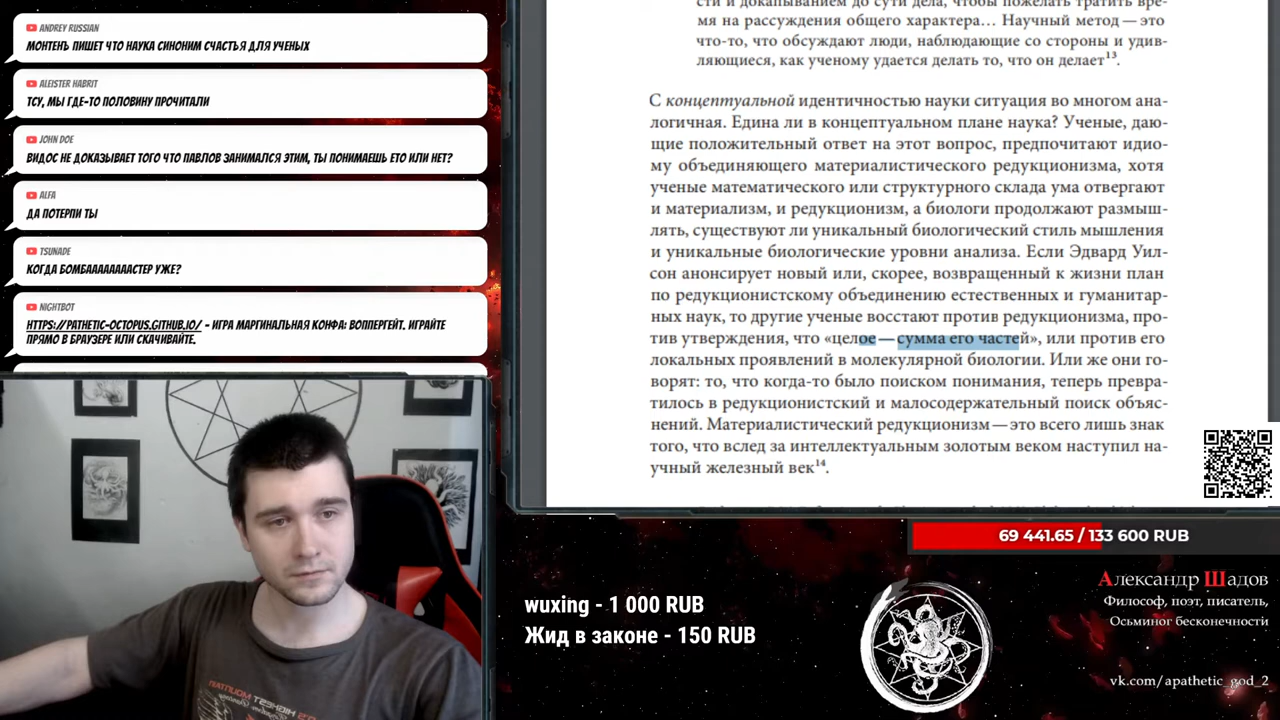 ANDREY RUSSIAN
МОНТЕНЬ ПИШЕТ ЧТО НАУКА СИНОНИМ СЧАСТЬЯ ДЛЯ УЧЕНЫХ
ALEISTER HABRIT
ТСУ, МЫ ГДЕ-ТО ПОЛОВИНУ ПРОЧИТАЛИ
JOHN DOE
ВИДОС НЕ ДОКАЗЫВАЕТ ТОГО ЧТО ПАВЛОВ ЗАНИМАЛСЯ ЭТИМ, ТЫ ПОНИМАЕШЬ ЕТО ИЛИ НЕТ?
ALFA
ДА ПОТЕРПИ ТЫ
TSUNADE
КОГДА БОМБААААААААСТЕР УЖЕ?
NIGHTBOT
HTTPS://PATHETIC-OCTOPUS.GITHUB.IO/ - ИГРА МАРГИНАЛЬНАЯ КОНФА: ВОППЕРГЕЙТ. ИГРАЙТЕ
ПРЯМО В БРАУЗЕРЕ ИЛИ СКАЧИВАЙТЕ.
сти и докапыванием до сути дела, чтобы пожелать тратить вре-
мя на рассуждения общего характера… Научный метод — это
что-то, что обсуждают люди, наблюдающие со стороны и удив-
ляющиеся, как ученому удается делать то, что он делает¹³.
С концептуальной идентичностью науки ситуация во многом ана-
логичная. Едина ли в концептуальном плане наука? Ученые, даю-
щие положительный ответ на этот вопрос, предпочитают идио-
му объединяющего материалистического редукционизма, хотя
ученые математического или структурного склада ума отвергают
и материализм, и редукционизм, а биологи продолжают размыш-
лять, существуют ли уникальный биологический стиль мышления
и уникальные биологические уровни анализа. Если Эдвард Уил-
сон анонсирует новый или, скорее, возвращенный к жизни план
по редукционистскому объединению естественных и гуманитар-
ных наук, то другие ученые восстают против редукционизма, про-
тив утверждения, что «целое — сумма его частей», или против его
локальных проявлений в молекулярной биологии. Или же они го-
ворят: то, что когда-то было поиском понимания, теперь превра-
тилось в редукционистский и малосодержательный поиск объяс-
нений. Материалистический редукционизм — это всего лишь знак
того, что вслед за интеллектуальным золотым веком наступил на-
учный железный век¹⁴.
69 441.65 / 133 600 RUB
wuxing - 1 000 RUB
Жид в законе - 150 RUB
Александр Шадов
Философ, поэт, писатель,
Осьминог бесконечности
vk.com/apathetic_god_2